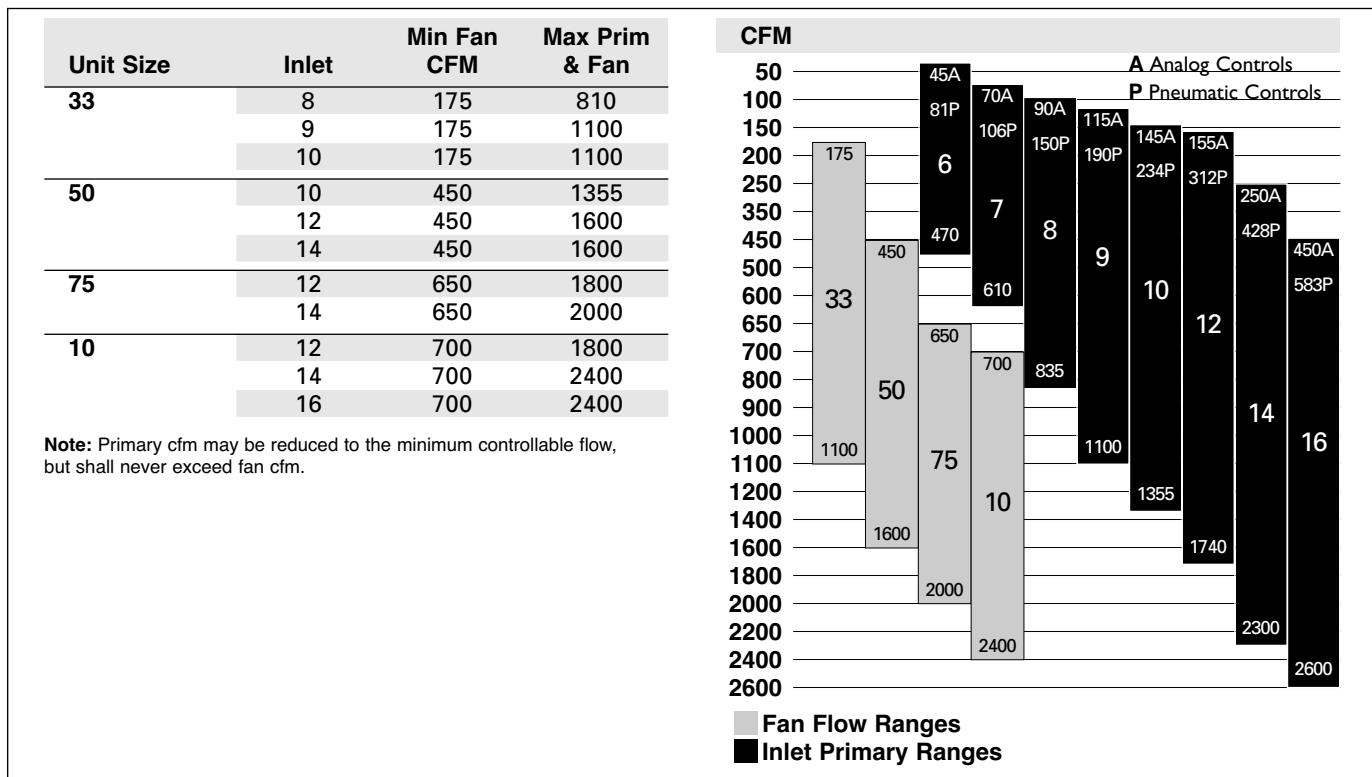 Unit Size Inlet Min Fan CFM Max Prim & Fan
33 8 175 810
9 175 1100
10 175 1100
50 10 450 1355
12 450 1600
14 450 1600
75 12 650 1800
14 650 2000
10 12 700 1800
14 700 2400
16 700 2400
Note: Primary cfm may be reduced to the minimum controllable flow,
but shall never exceed fan cfm.
CFM
A Analog Controls
P Pneumatic Controls
50
100
150
200
250
350
450
500
600
650
700
800
900
1000
1100
1200
1400
1600
1800
2000
2200
2400
2600
175
33
1100
450
50
1600
650
75
2000
700
10
2400
45A
81P
6
470
70A
106P
7
610
90A
150P
8
835
115A
190P
9
1100
145A
234P
10
1355
155A
312P
12
1740
250A
428P
14
2300
450A
583P
16
2600
Fan Flow Ranges
Inlet Primary Ranges